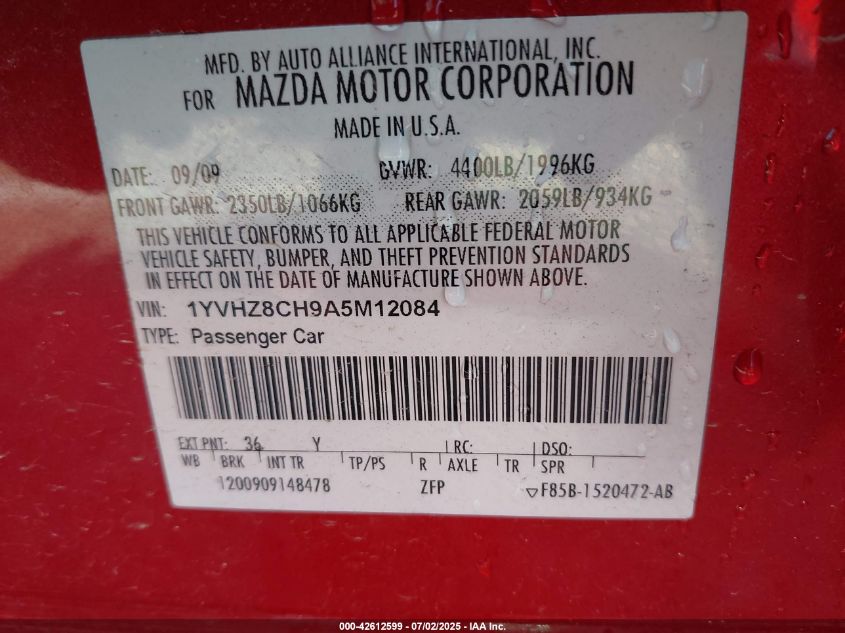 MFD. BY AUTO ALLIANCE INTERNATIONAL, INC.
FOR MAZDA MOTOR CORPORATION
MADE IN U.S.A.
DATE: 09/09 GVWR: 4400LB/1996KG
FRONT GAWR: 2350LB/1066KG REAR GAWR: 2059LB/934KG
THIS VEHICLE CONFORMS TO ALL APPLICABLE FEDERAL MOTOR
VEHICLE SAFETY, BUMPER, AND THEFT PREVENTION STANDARDS
IN EFFECT ON THE DATE OF MANUFACTURE SHOWN ABOVE.
VIN: 1YVHZ8CH9A5M12084
TYPE: Passenger Car
EXT PNT: 36 Y RC: DSO:
WB BRK INT TR TP/PS R AXLE TR SPR
1200909148478 ZFP ▽F85B-1520472-AB
000-42612599 - 07/02/2025 - IAA Inc.